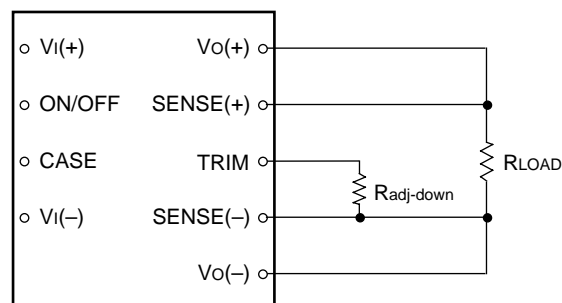 VI(+) VO(+)
ON/OFF SENSE(+)
CASE TRIM
Radj-down RLOAD
VI(–) SENSE(–)
VO(–)